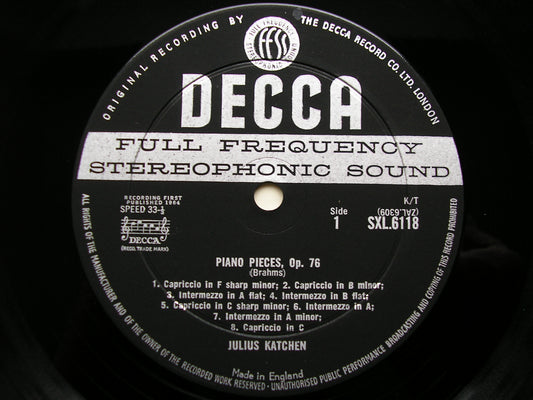 ORIGINAL RECORDING BY THE DECCA RECORD CO. LTD. LONDON
FULL FREQUENCY
ffss
STEREOPHONIC SOUND
DECCA
FULL FREQUENCY
STEREOPHONIC SOUND
RECORDING FIRST
PUBLISHED 1964
SPEED 33⅓
DECCA
(REGD. TRADE MARK)
K/T
(ZAL.6309)
Side
1
SXL.6118
PIANO PIECES, Op. 76
(Brahms)
1. Capriccio in F sharp minor; 2. Capriccio in B minor;
3. Intermezzo in A flat; 4. Intermezzo in B flat;
5. Capriccio in C sharp minor; 6. Intermezzo in A;
7. Intermezzo in A minor;
8. Capriccio in C
JULIUS KATCHEN
Made in England
ALL RIGHTS OF THE MANUFACTURER AND OF THE OWNER OF THE RECORDED WORK RESERVED · UNAUTHORISED PUBLIC PERFORMANCE BROADCASTING AND COPYING OF THIS RECORD PROHIBITED